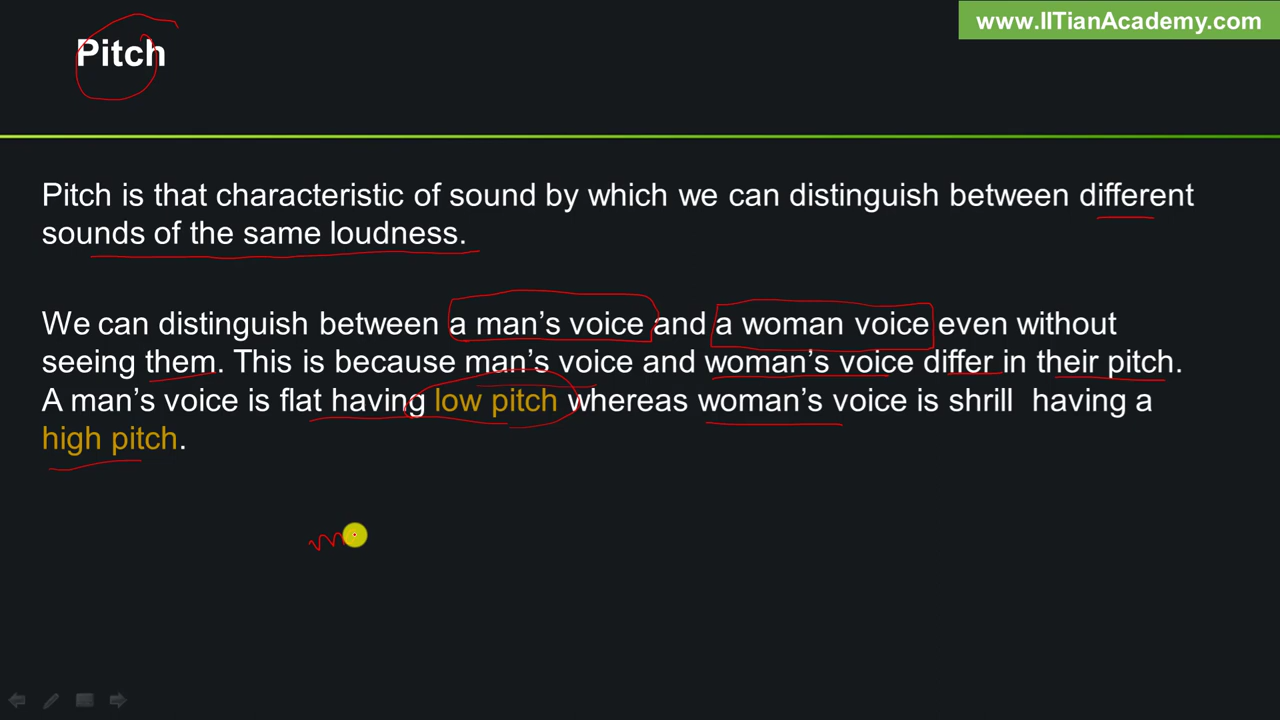 www.IITianAcademy.com
Pitch
Pitch is that characteristic of sound by which we can distinguish between different
sounds of the same loudness.
We can distinguish between a man's voice and a woman voice even without
seeing them. This is because man's voice and woman's voice differ in their pitch.
A man's voice is flat having low pitch whereas woman's voice is shrill having a
high pitch.